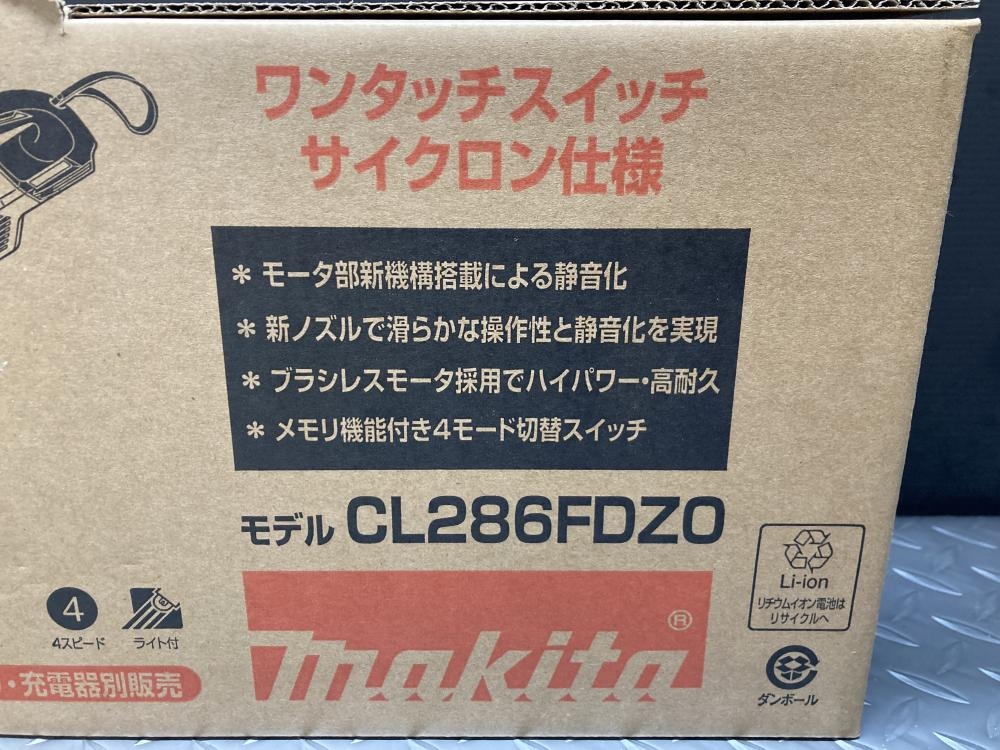 ワンタッチスイッチ
サイクロン仕様
＊ モータ部新機構搭載による静音化
＊ 新ノズルで滑らかな操作性と静音化を実現
＊ ブラシレスモータ採用でハイパワー・高耐久
＊ メモリ機能付き4モード切替スイッチ
モデル CL286FDZO
4
4スピード
ライト付
・充電器別販売
makita®
Li-ion
リチウムイオン電池は
リサイクルへ
ダンボール